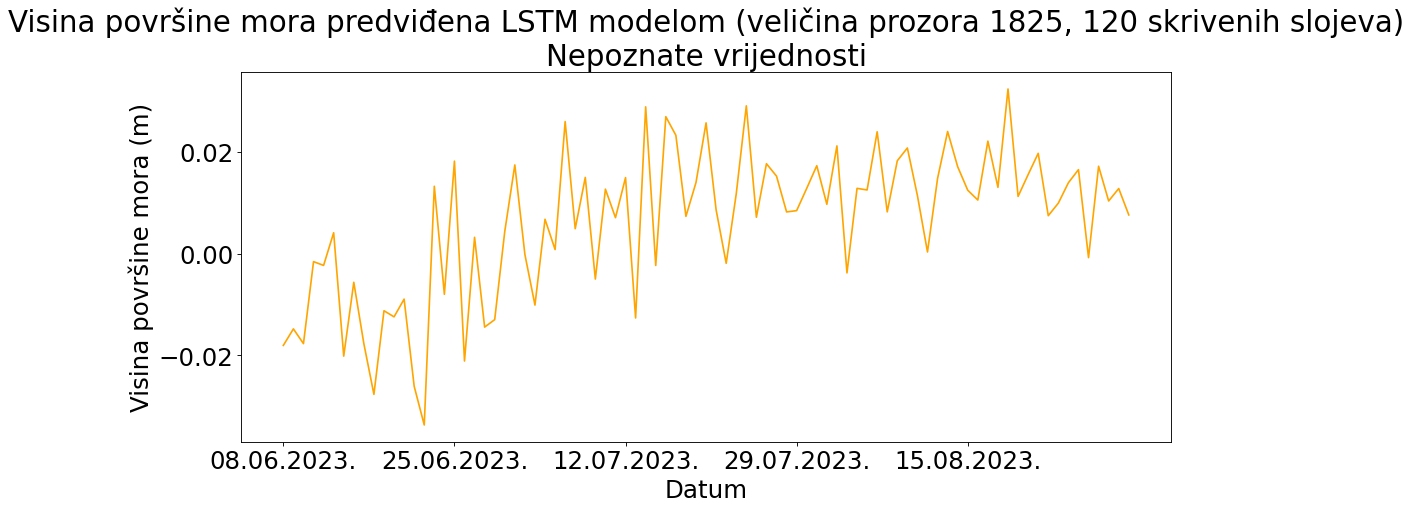 Visina površine mora predviđena LSTM modelom (veličina prozora 1825, 120 skrivenih slojeva)
Nepoznate vrijednosti
Visina površine mora (m)
0.02
0.00
−0.02
08.06.2023. 25.06.2023. 12.07.2023. 29.07.2023. 15.08.2023.
Datum